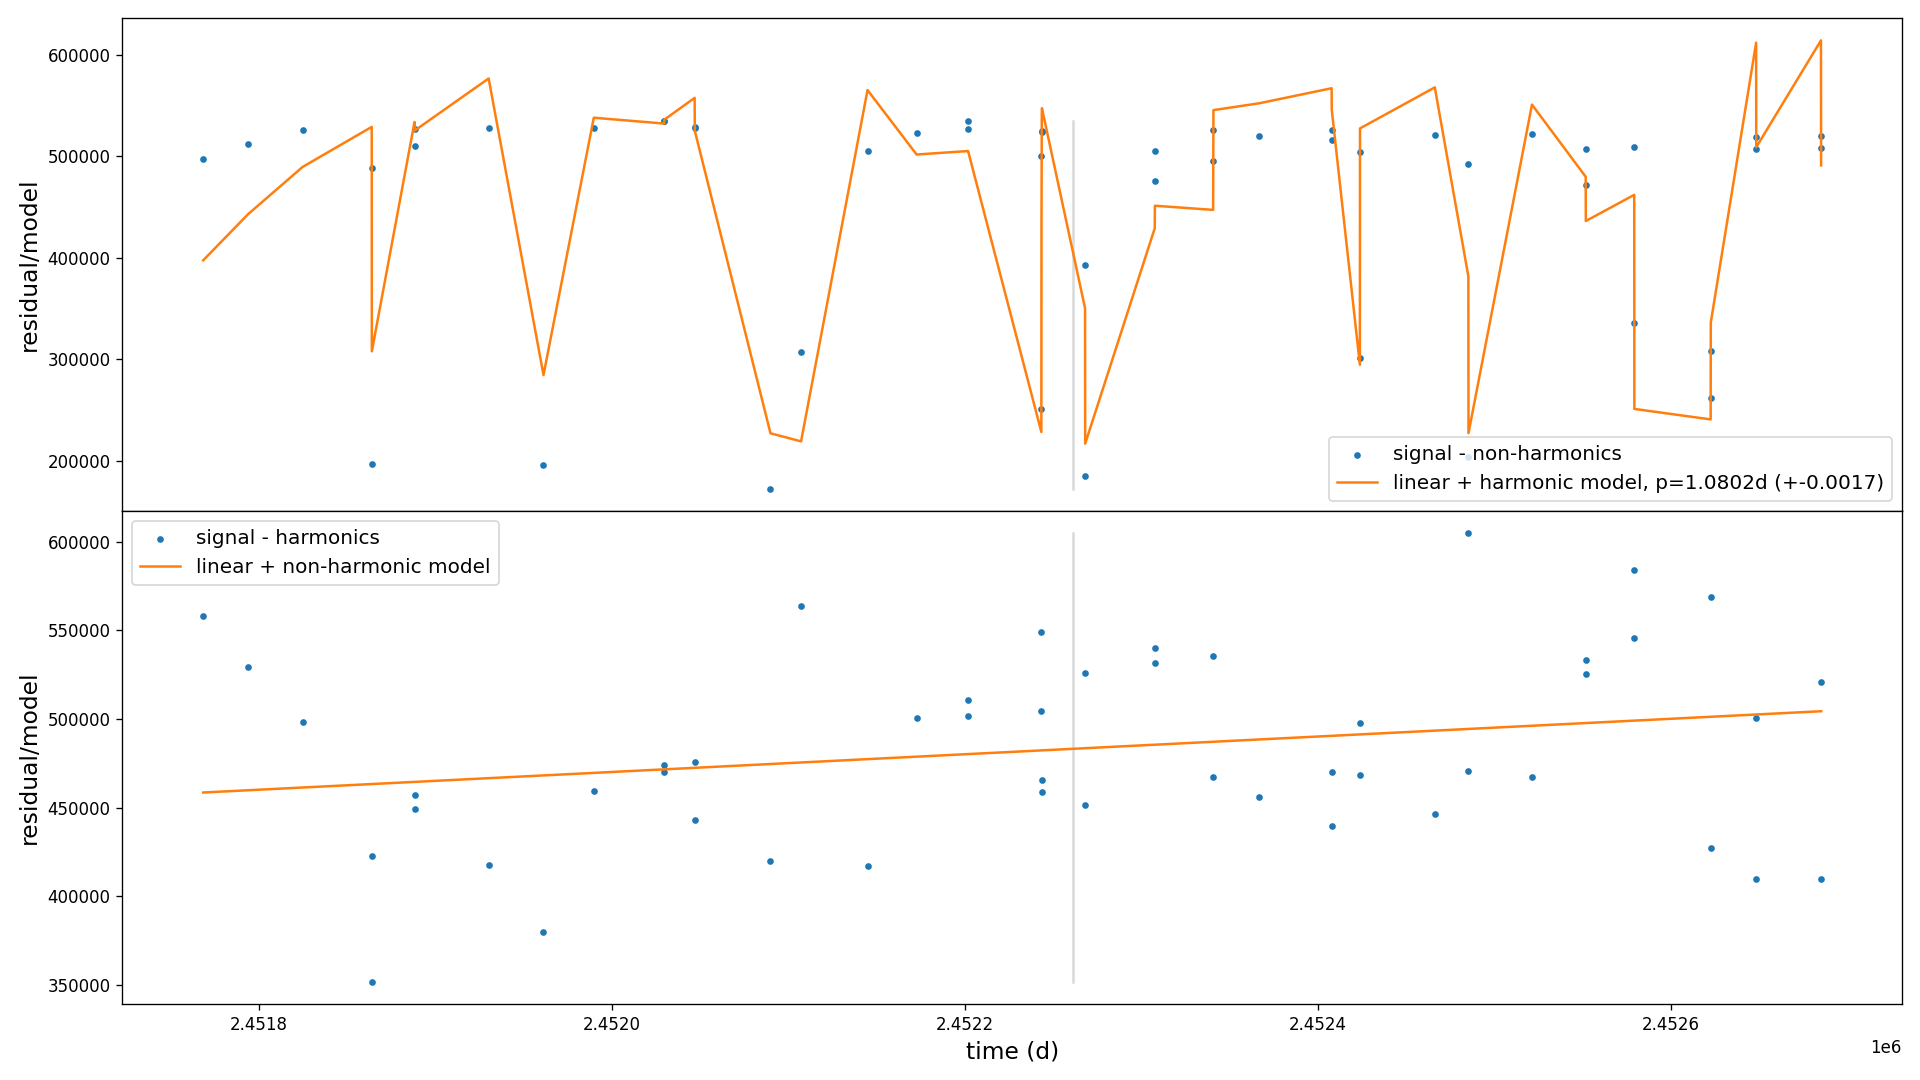 600000
500000
400000
300000
200000
residual/model
signal - non-harmonics
linear + harmonic model, p=1.0802d (+-0.0017)
signal - harmonics
linear + non-harmonic model
600000
550000
500000
450000
400000
350000
residual/model
2.4518 2.4520 2.4522 2.4524 2.4526
time (d)
1e6